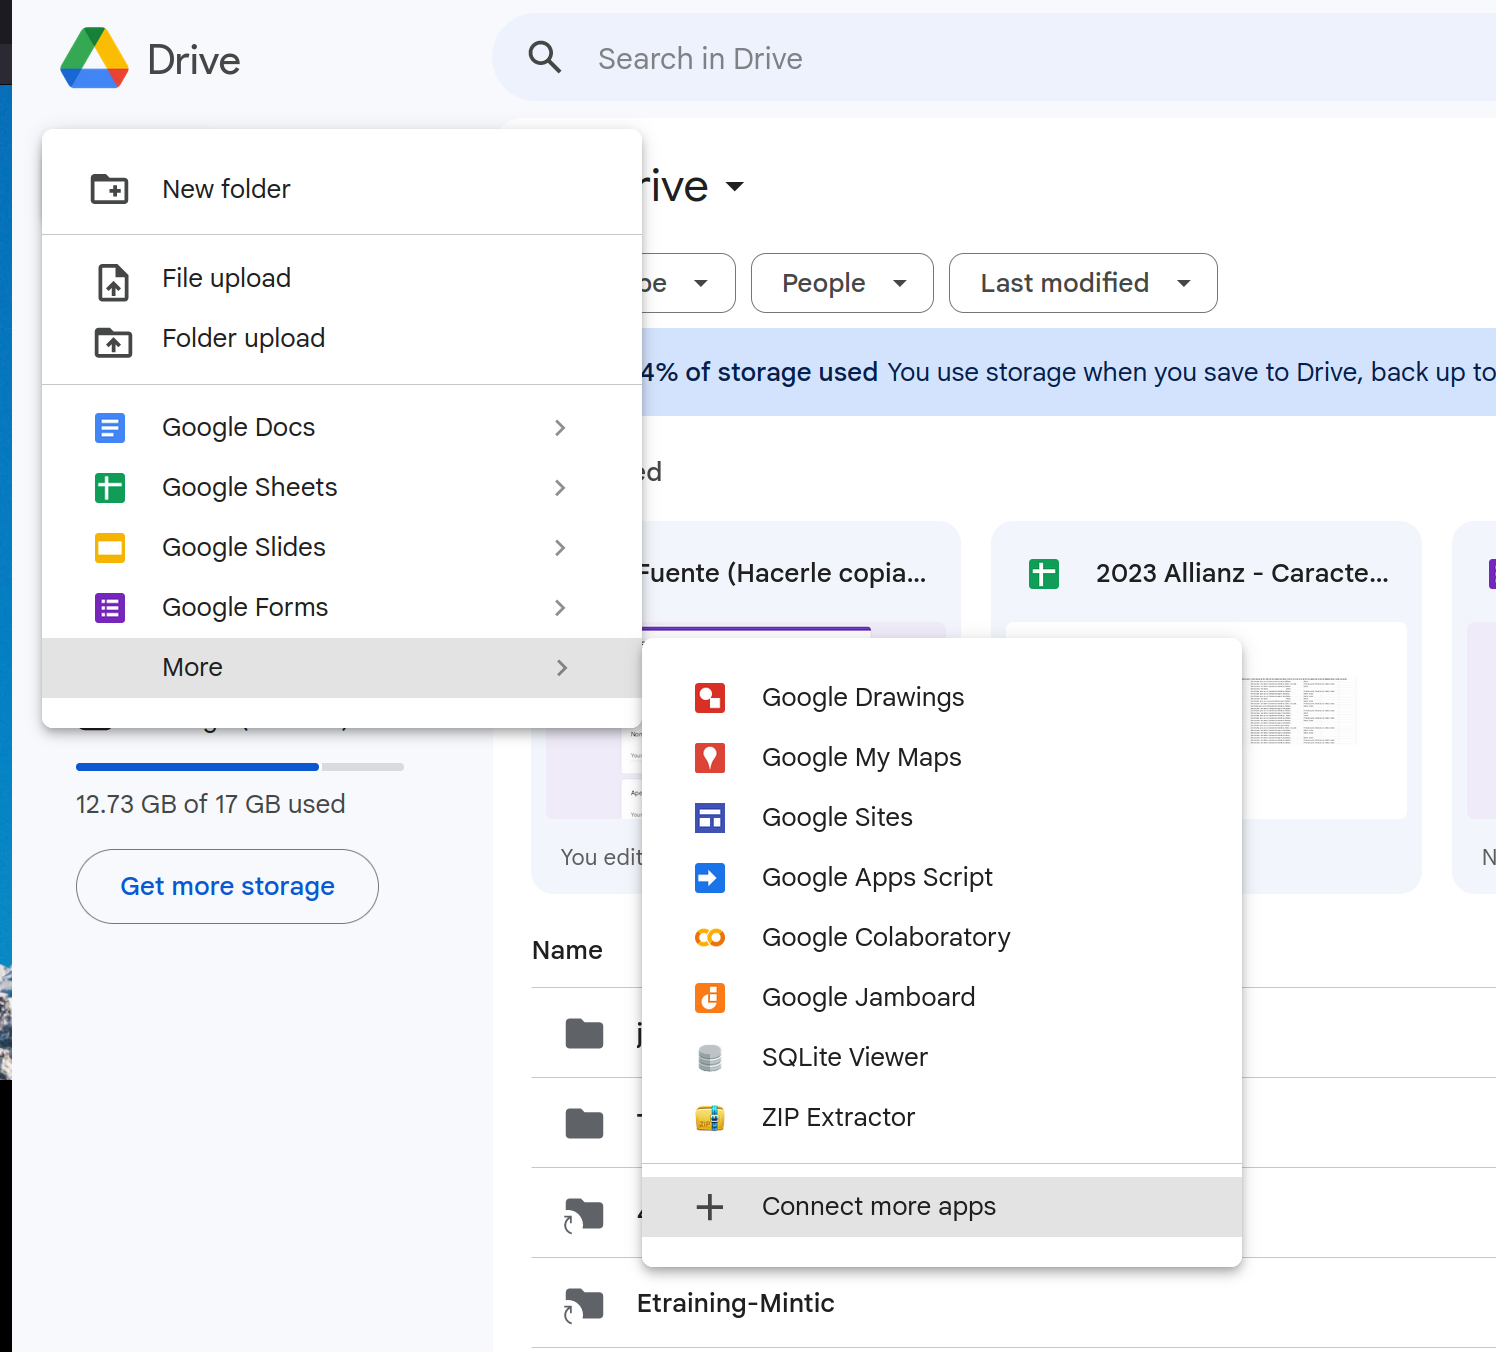 Drive
Search in Drive
New folder
File upload
Folder upload
Google Docs
Google Sheets
Google Slides
Google Forms
More
12.73 GB of 17 GB used
Get more storage
rive
People
Last modified
4% of storage used You use storage when you save to Drive, back up to
ed
Fuente (Hacerle copia...
2023 Allianz - Caracte...
You edit
Google Drawings
Google My Maps
Google Sites
Google Apps Script
Google Colaboratory
Google Jamboard
SQLite Viewer
ZIP Extractor
Connect more apps
Name
Etraining-Mintic